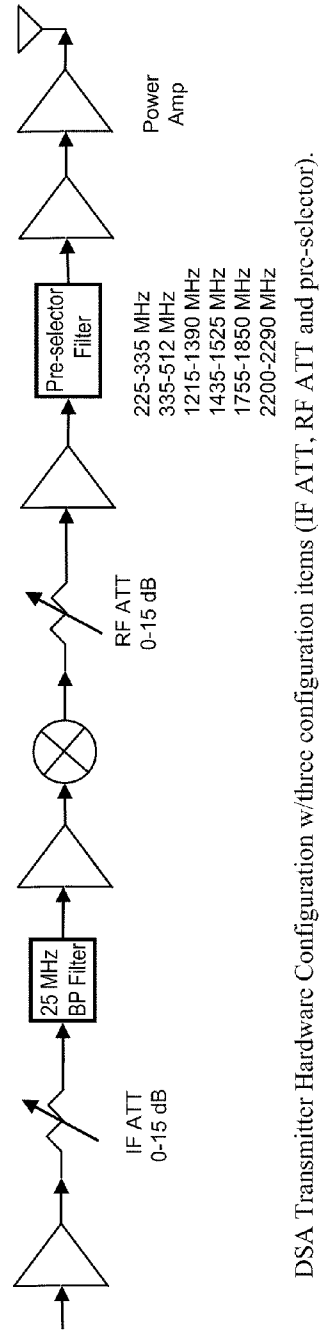 IF ATT
0-15 dB
25 MHz
BP Filter
RF ATT
0-15 dB
Pre-selector
Filter
225-335 MHz
335-512 MHz
1215-1390 MHz
1435-1525 MHz
1755-1850 MHz
2200-2290 MHz
Power
Amp
DSA Transmitter Hardware Configuration w/three configuration items (IF ATT, RF ATT and pre-selector).